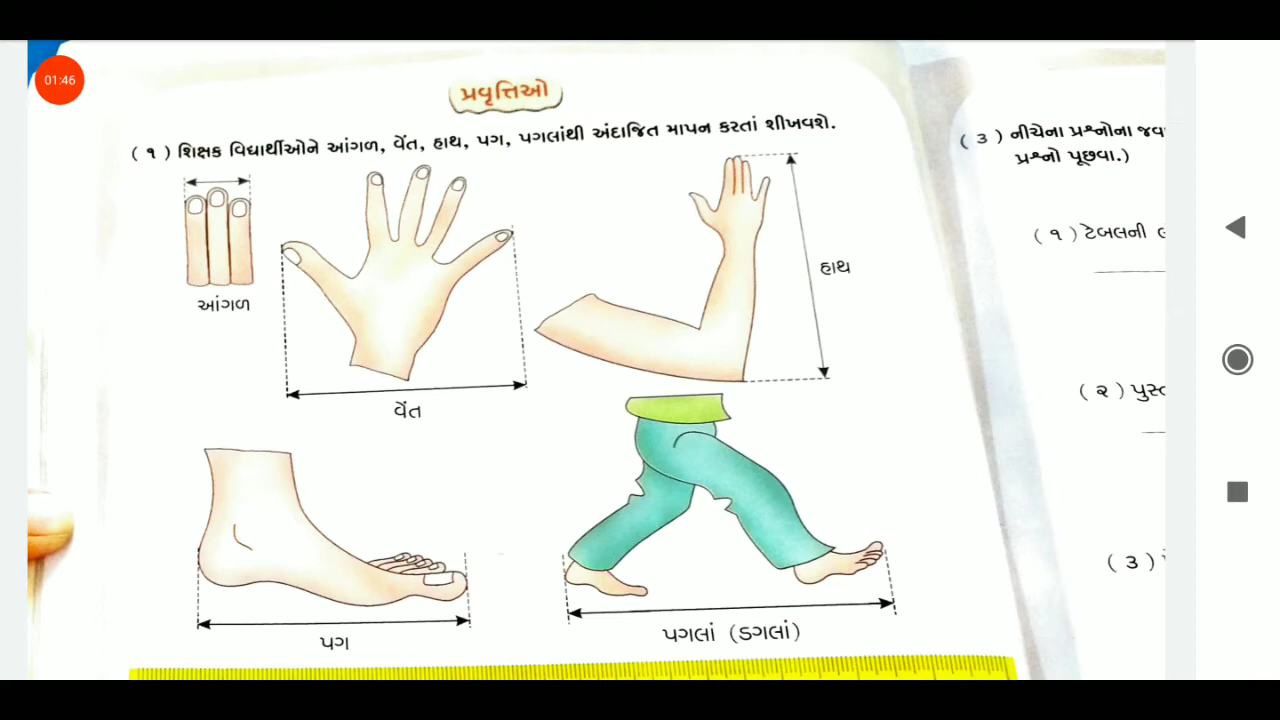 01:46
પ્રવૃત્તિઓ
( ૧ ) શિક્ષક વિદ્યાર્થીઓને આંગળ, વેંત, હાથ, પગ, પગલાંથી અંદાજિત માપન કરતાં શીખવશે.
આંગળ
વેંત
હાથ
પગ
પગલાં (ડગલાં)
( ૩ ) નીચેના પ્રશ્નોના
પ્રશ્નો પૂછવા.)
( ૧ ) ટેબલની
( ૨ )
( ૩ )